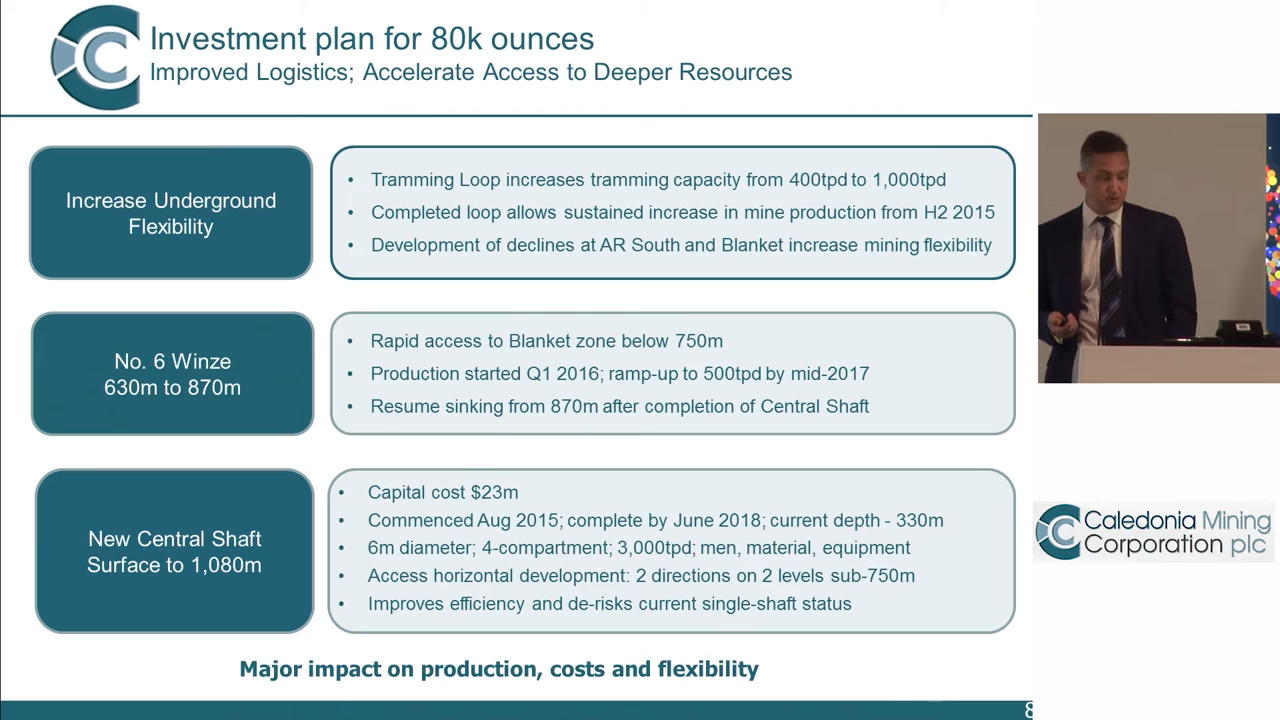 Investment plan for 80k ounces
Improved Logistics; Accelerate Access to Deeper Resources
Increase Underground
Flexibility
• Tramming Loop increases tramming capacity from 400tpd to 1,000tpd
• Completed loop allows sustained increase in mine production from H2 2015
• Development of declines at AR South and Blanket increase mining flexibility
No. 6 Winze
630m to 870m
• Rapid access to Blanket zone below 750m
• Production started Q1 2016; ramp-up to 500tpd by mid-2017
• Resume sinking from 870m after completion of Central Shaft
New Central Shaft
Surface to 1,080m
• Capital cost $23m
• Commenced Aug 2015; complete by June 2018; current depth - 330m
• 6m diameter; 4-compartment; 3,000tpd; men, material, equipment
• Access horizontal development: 2 directions on 2 levels sub-750m
• Improves efficiency and de-risks current single-shaft status
Major impact on production, costs and flexibility
8
Caledonia Mining
Corporation plc